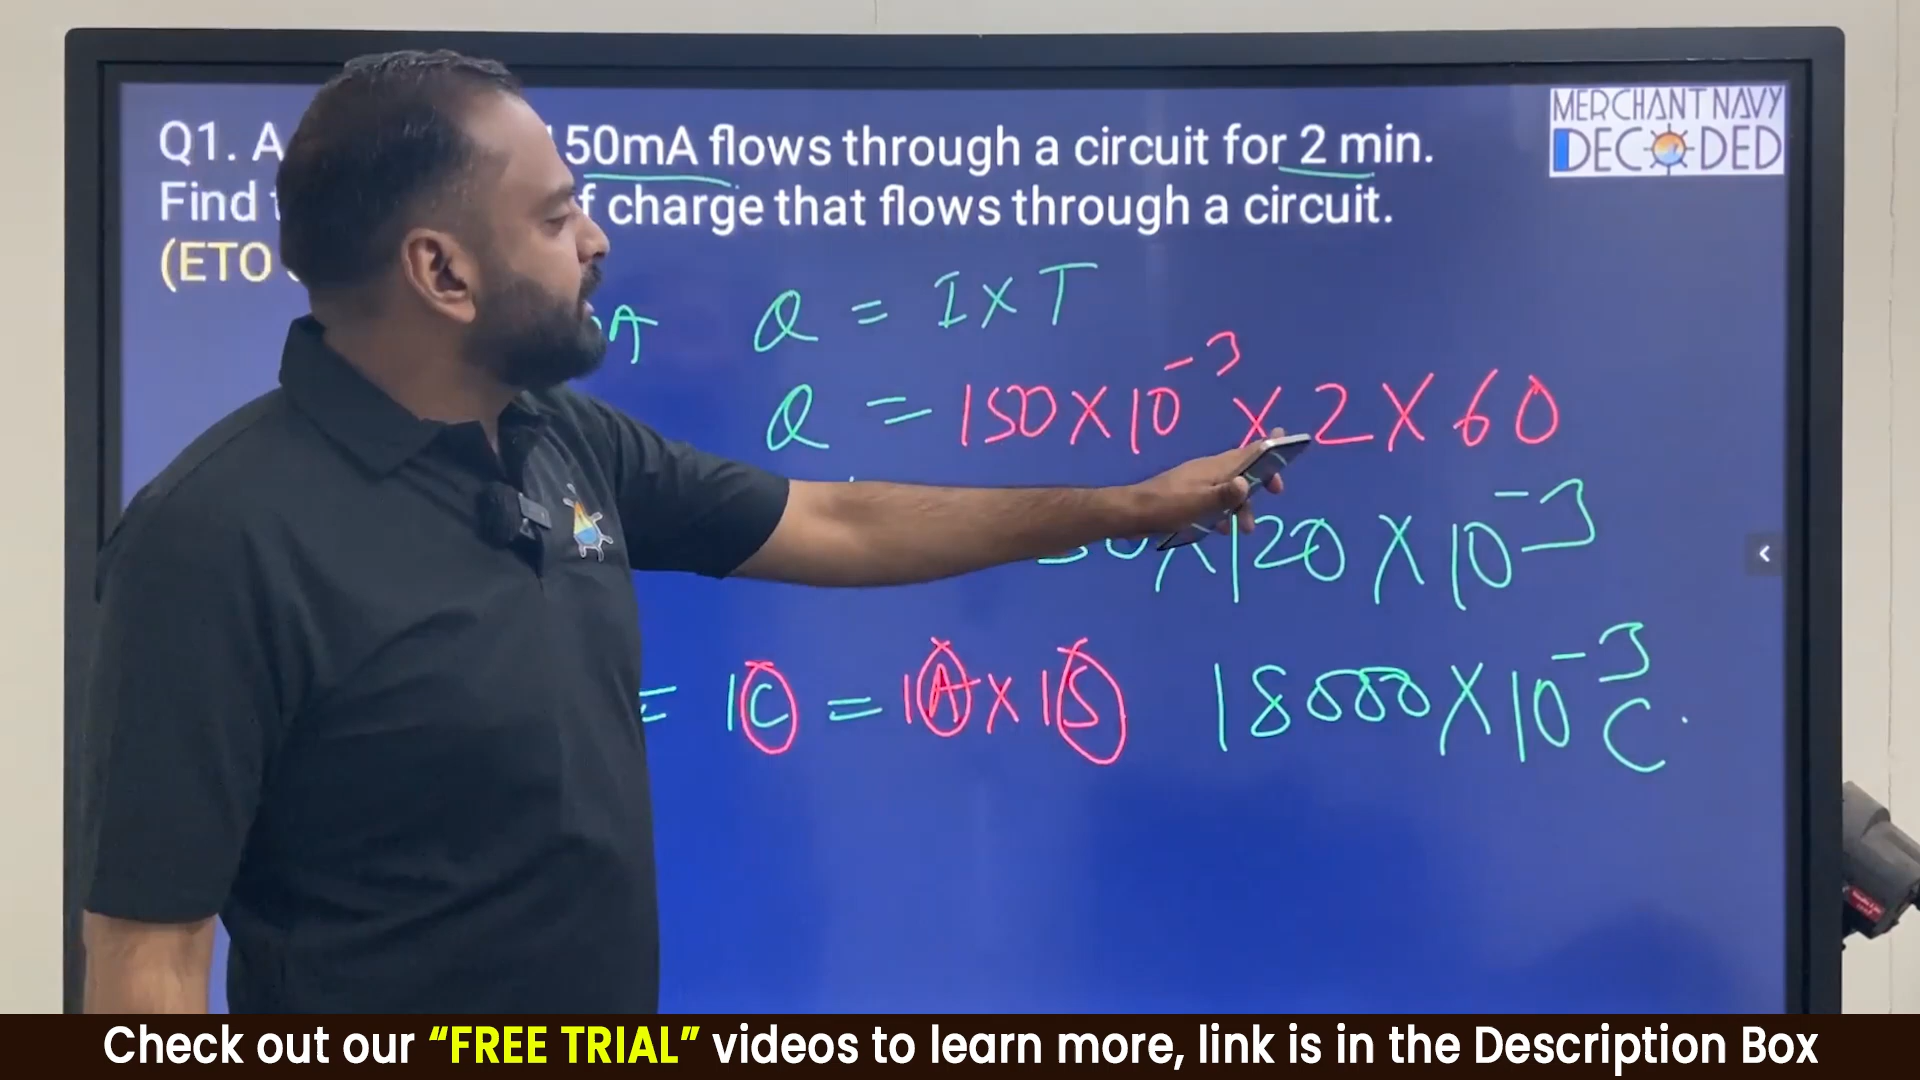 Q1. A 150mA flows through a circuit for 2 min.
Find of charge that flows through a circuit.
(ETO
MERCHANT NAVY
DECODED
A
Q = I X T
Q = 150 X 10⁻³ X 2 X 60
X 120 X 10⁻³
= 1C = 1A X 1S
18000 X 10⁻³ C
<
Check out our “FREE TRIAL” videos to learn more, link is in the Description Box